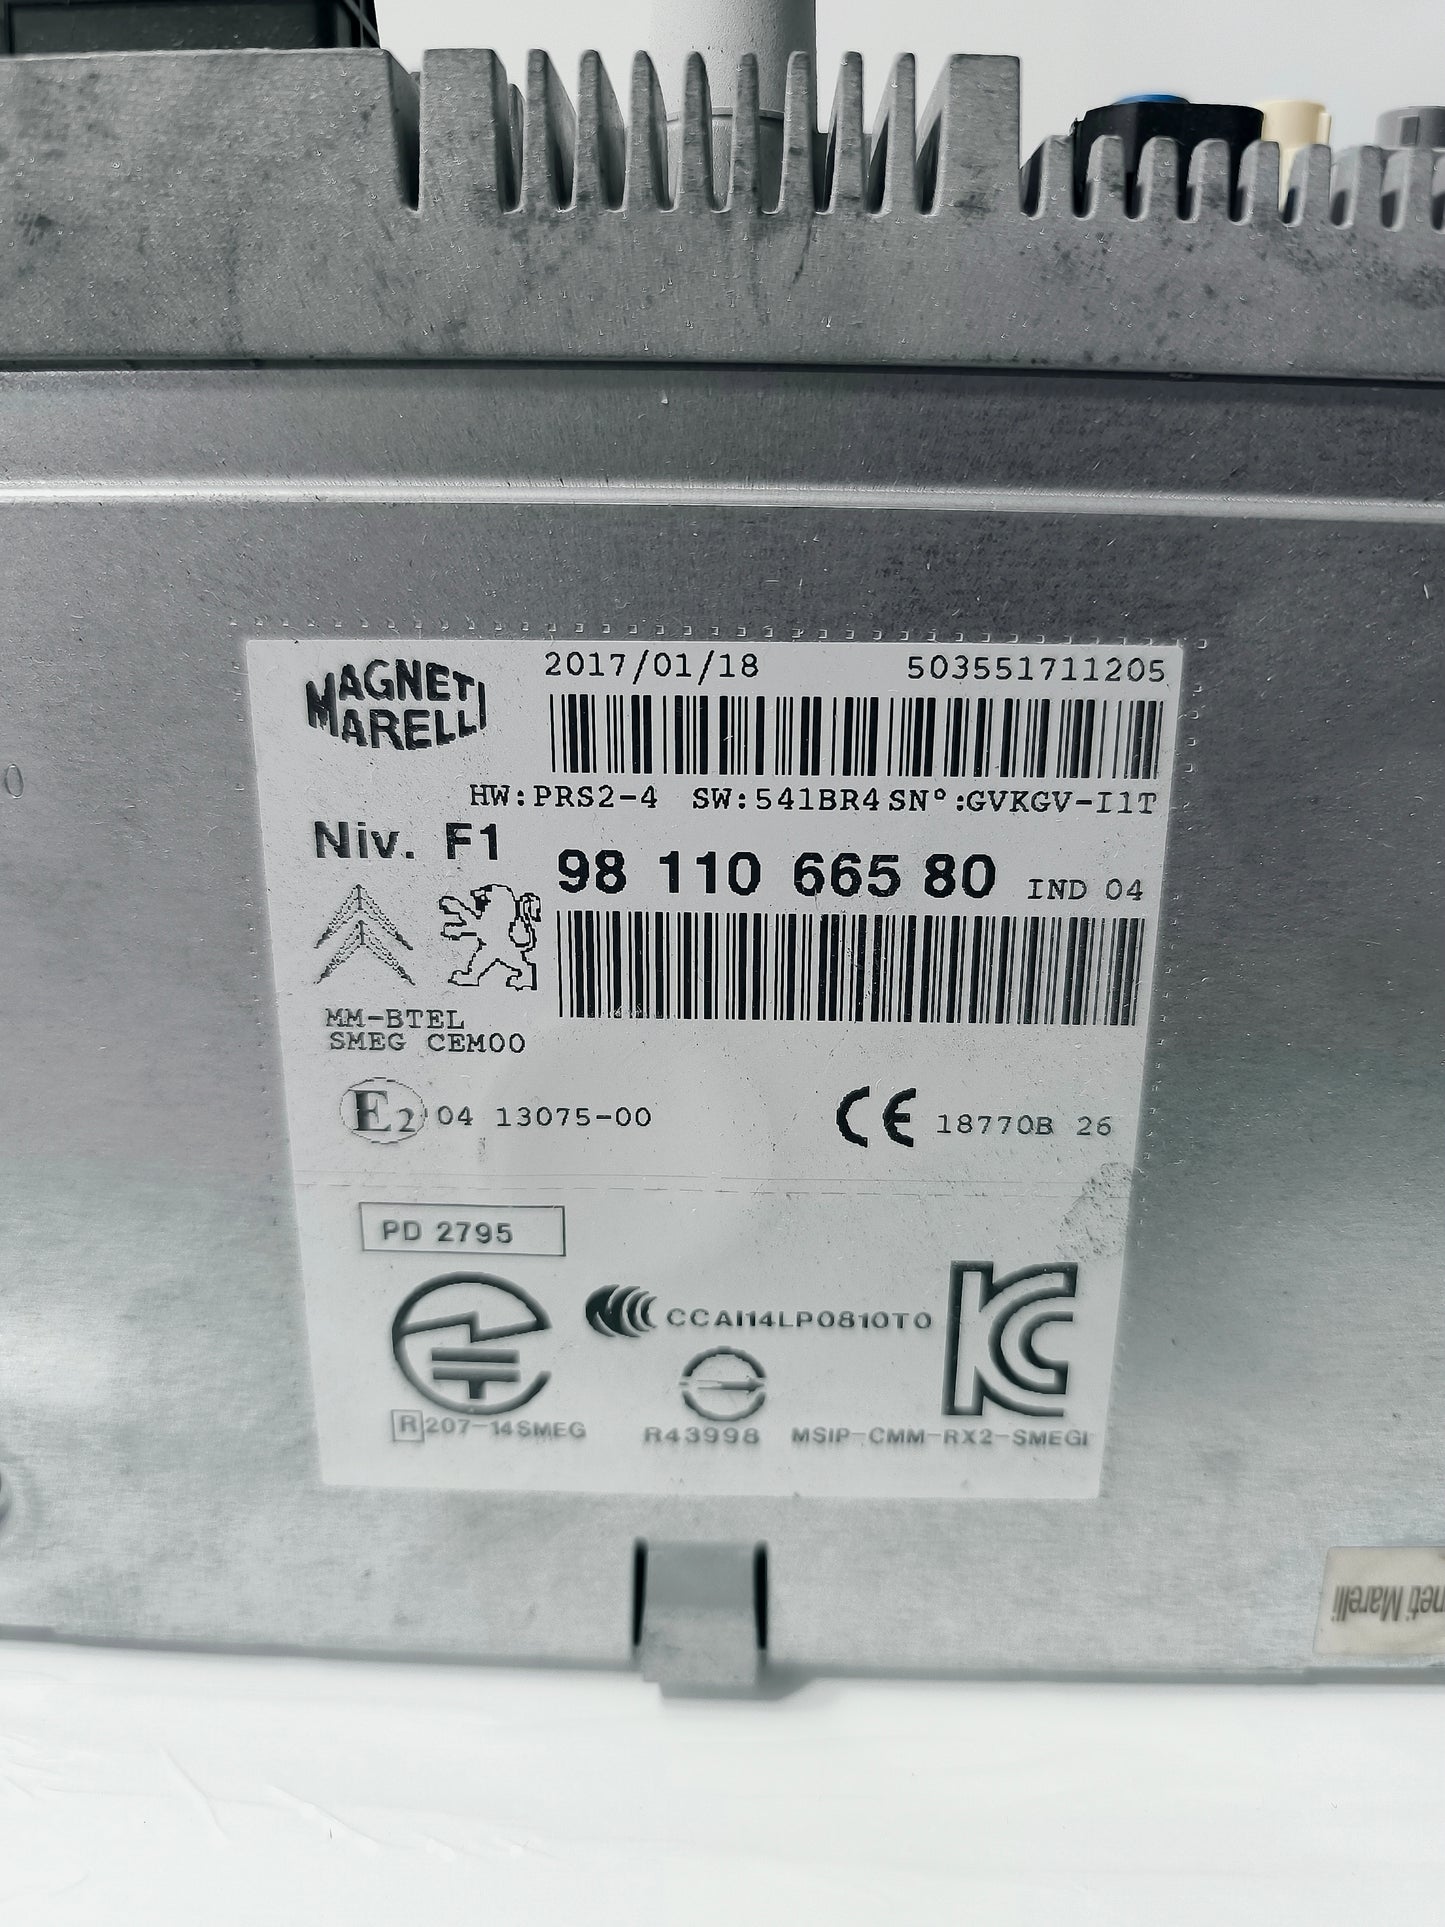 MAGNETI
MARELLI
2017/01/18 503551711205
HW:PRS2-4 SW:541BR4 SN°:GVKGV-I1T
Niv. F1
98 110 665 80 IND 04
MM-BTEL
SMEG CEM00
E2 04 13075-00
CE 18770B 26
PD 2795
CCAI14LP0810T0
R 207-14SMEG
R43998
MSIP-CMM-RX2-SMEGI
neti Marelli